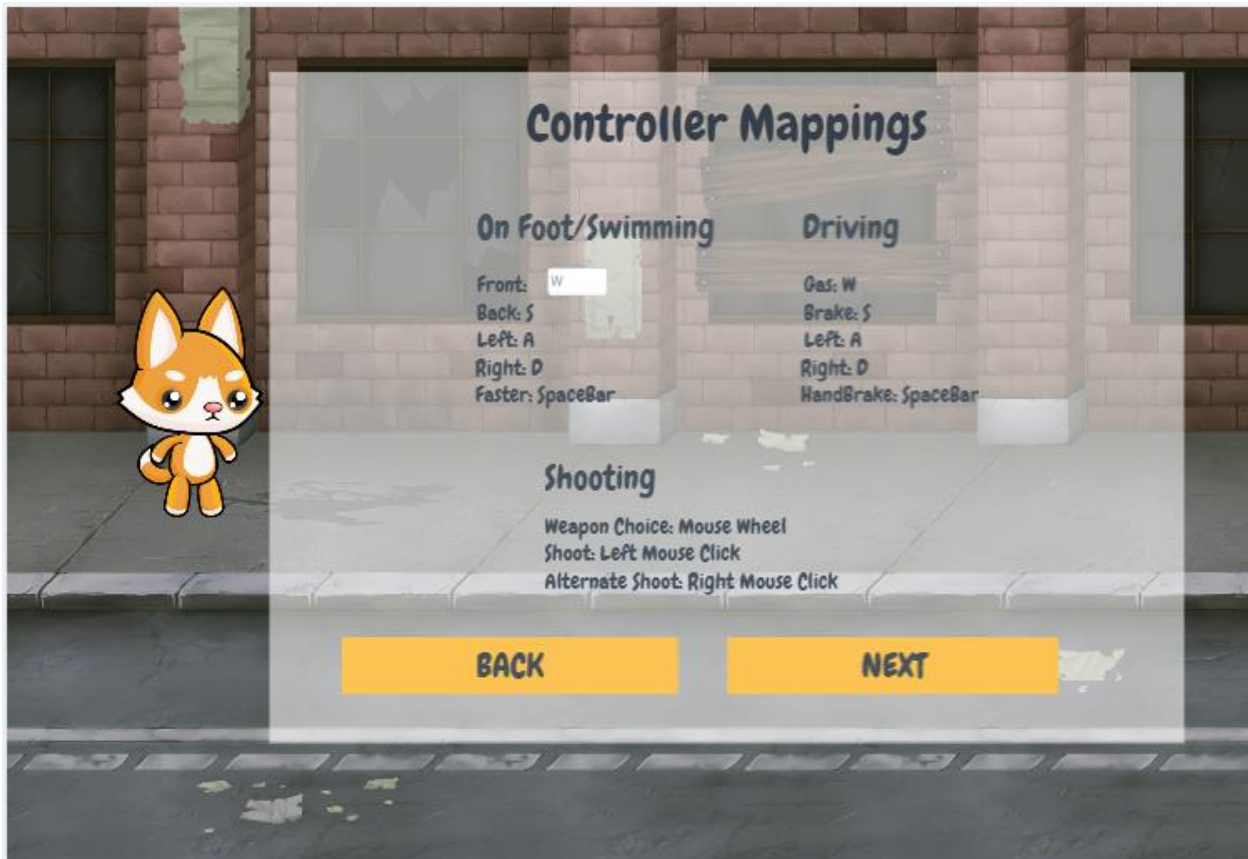 Controller Mappings
On Foot/Swimming
Front: W
Back: S
Left: A
Right: D
Faster: SpaceBar
Driving
Gas: W
Brake: S
Left: A
Right: D
HandBrake: SpaceBar
Shooting
Weapon Choice: Mouse Wheel
Shoot: Left Mouse Click
Alternate Shoot: Right Mouse Click
BACK
NEXT